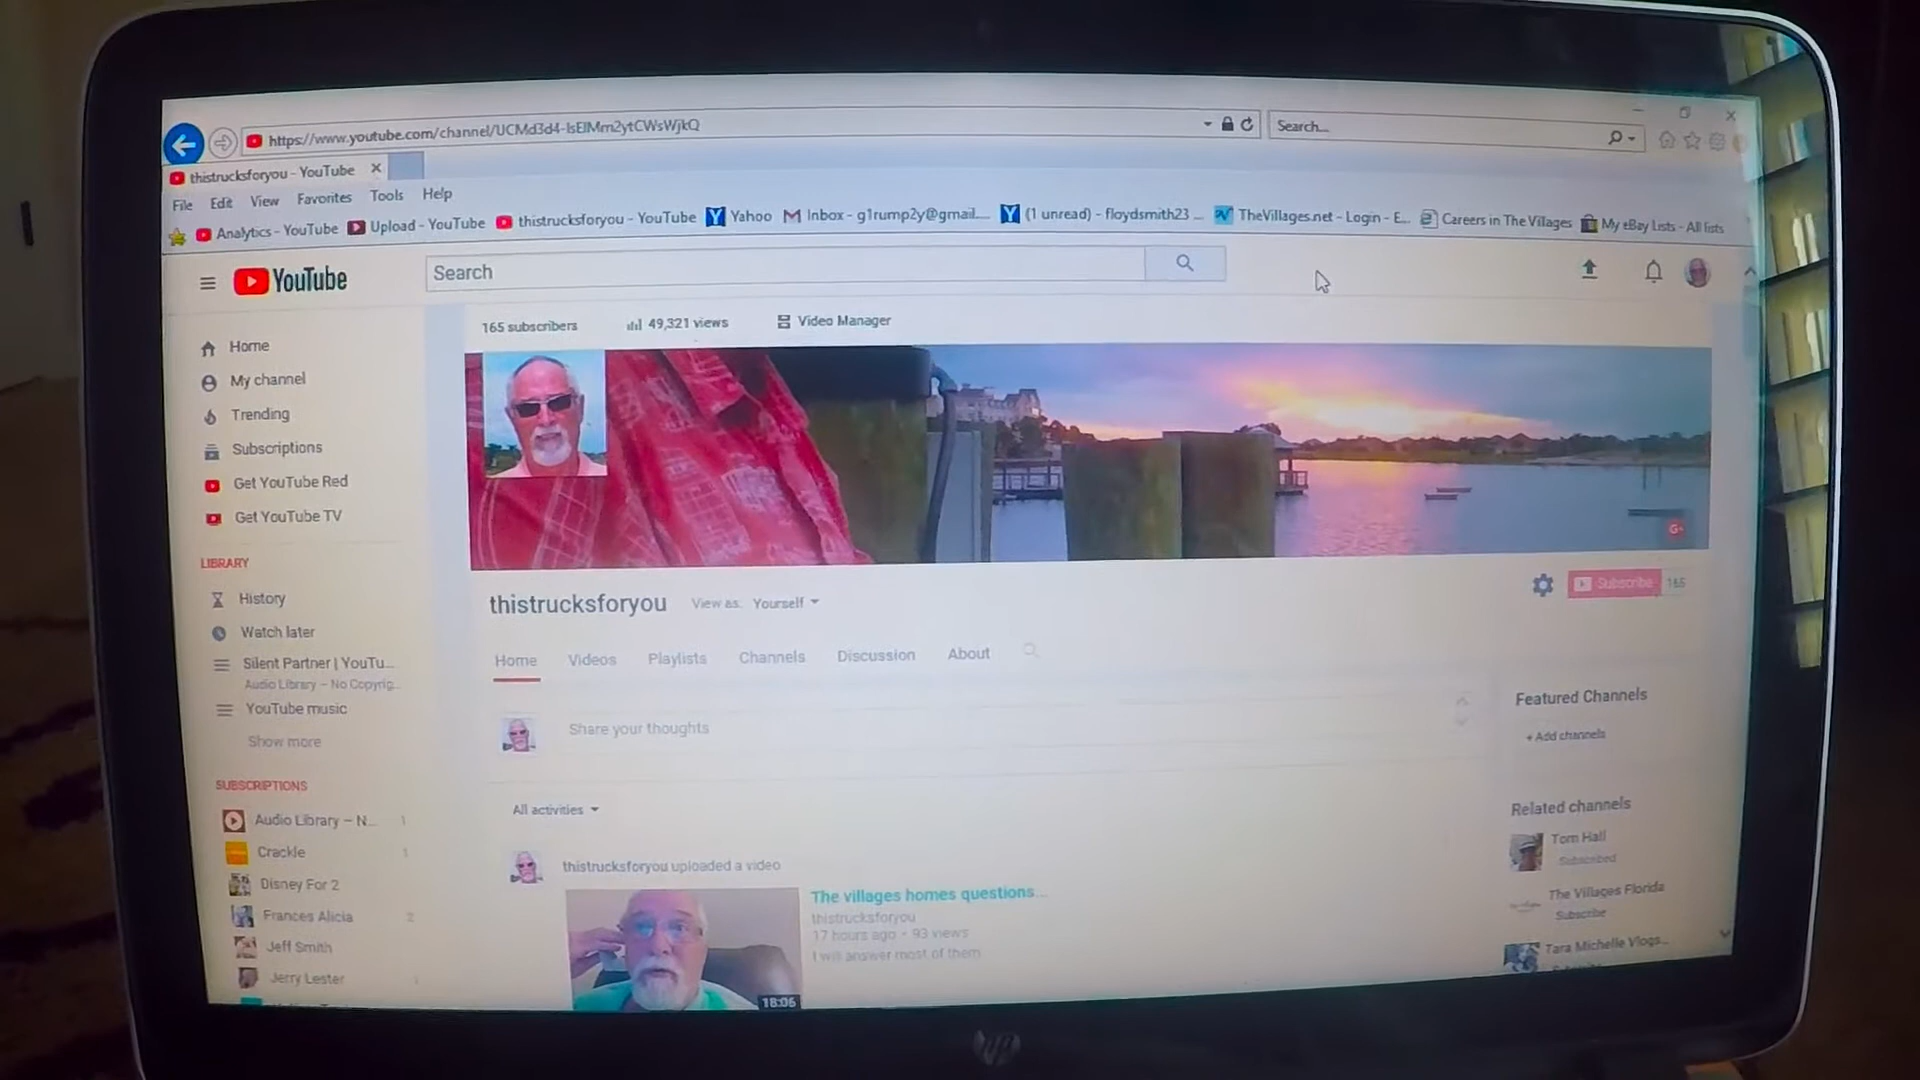 https://www.youtube.com/channel/UCMd3d4-IsEIMm2ytCWsWjkQ
Search...
thistrucksforyou - YouTube
File Edit View Favorites Tools Help
Analytics - YouTube Upload - YouTube thistrucksforyou - YouTube Yahoo Inbox - g1rump2y@gmail.... (1 unread) - floydsmith23 ... TheVillages.net - Login - E... Careers in The Villages My eBay Lists - All lists
YouTube
Search
165 subscribers 49,321 views Video Manager
Home
My channel
Trending
Subscriptions
Get YouTube Red
Get YouTube TV
LIBRARY
History
Watch later
Silent Partner | YouTu...
Audio Library – No Copyrig...
YouTube music
Show more
SUBSCRIPTIONS
Audio Library – N... 1
Crackle 1
Disney For 2
Frances Alicia 2
Jeff Smith
Jerry Lester
G+
thistrucksforyou View as: Yourself
Subscribe 165
Home Videos Playlists Channels Discussion About
Share your thoughts
All activities
thistrucksforyou uploaded a video
The villages homes questions...
thistrucksforyou
17 hours ago • 93 views
I will answer most of them
18:06
Featured Channels
+ Add channels
Related channels
Tom Hall
Subscribed
The Villages Florida
Subscribe
Tara Michelle Vlogs...
hp